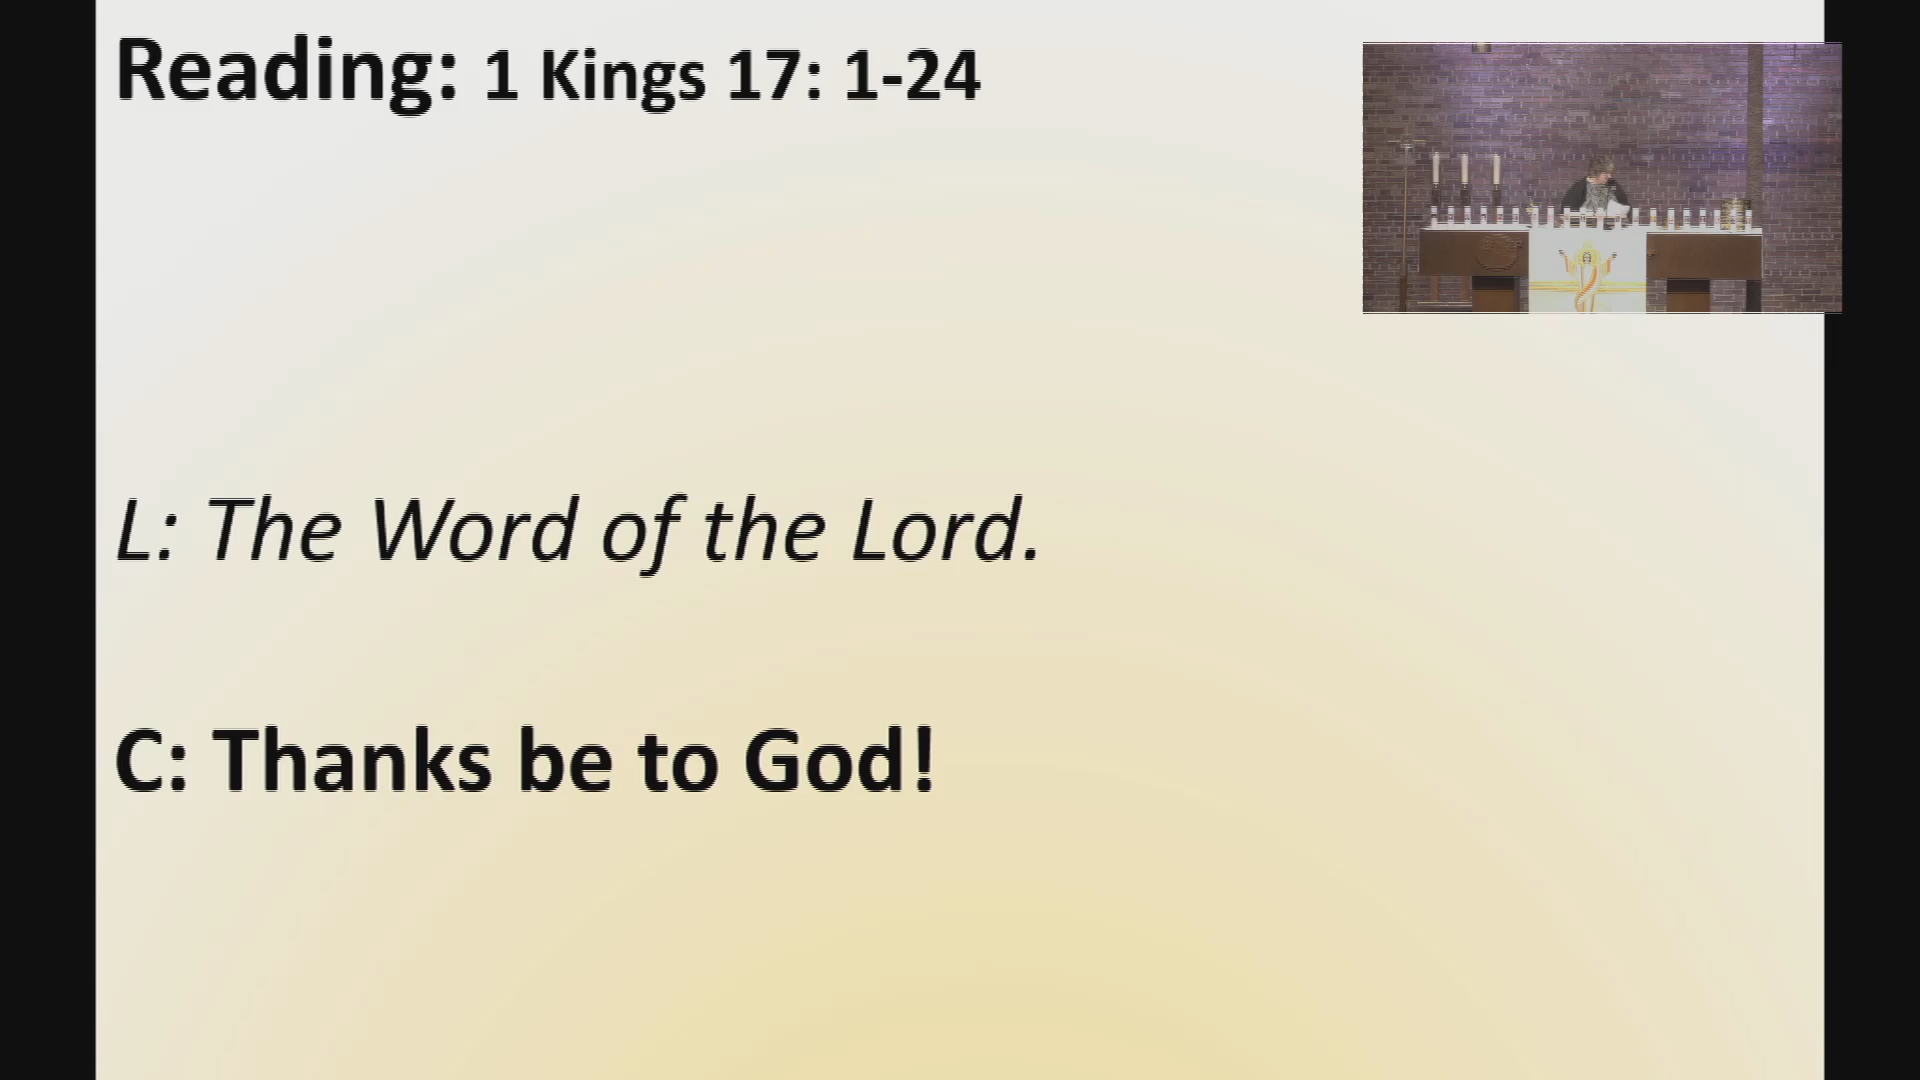 Reading: 1 Kings 17: 1-24
L: The Word of the Lord.
C: Thanks be to God!